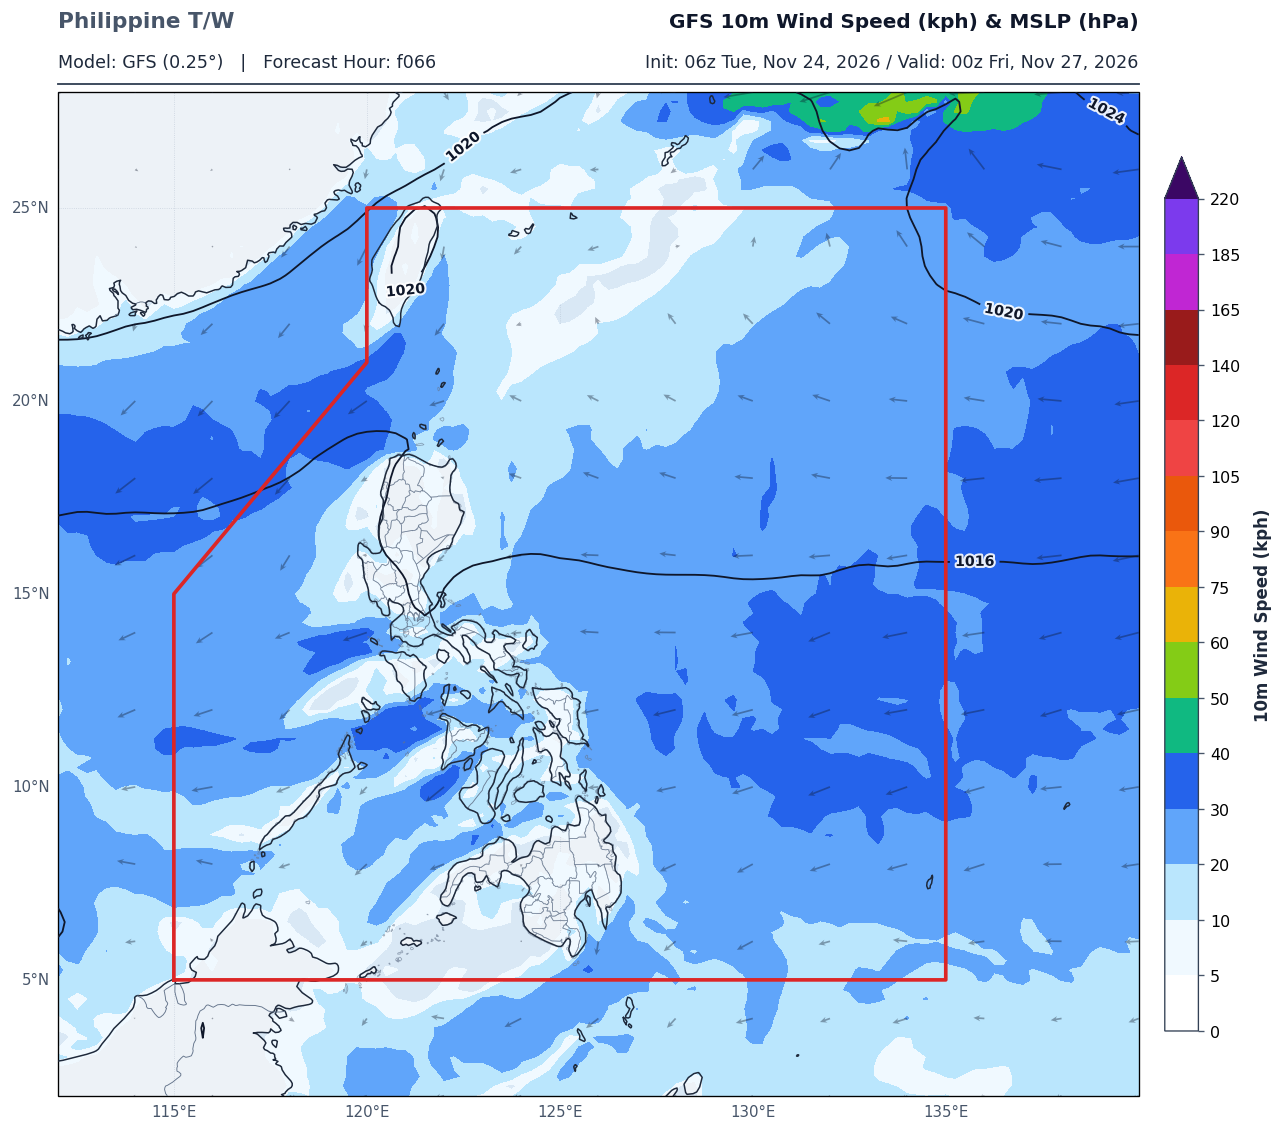 Philippine T/W
GFS 10m Wind Speed (kph) & MSLP (hPa)
Model: GFS (0.25°) | Forecast Hour: f066
Init: 06z Tue, Nov 24, 2026 / Valid: 00z Fri, Nov 27, 2026
1020
1024
1020
1020
1016
25°N
20°N
15°N
10°N
5°N
115°E
120°E
125°E
130°E
135°E
220
185
165
140
120
105
90
75
60
50
40
30
20
10
5
0
10m Wind Speed (kph)